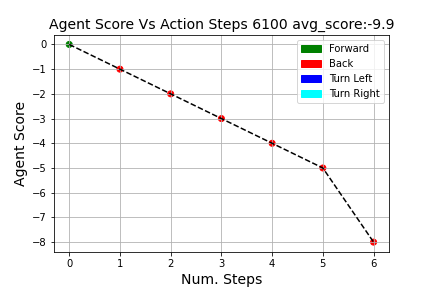 Agent Score Vs Action Steps 6100 avg_score:-9.9
Forward
Back
Turn Left
Turn Right
Agent Score
0
−1
−2
−3
−4
−5
−6
−7
−8
0 1 2 3 4 5 6
Num. Steps